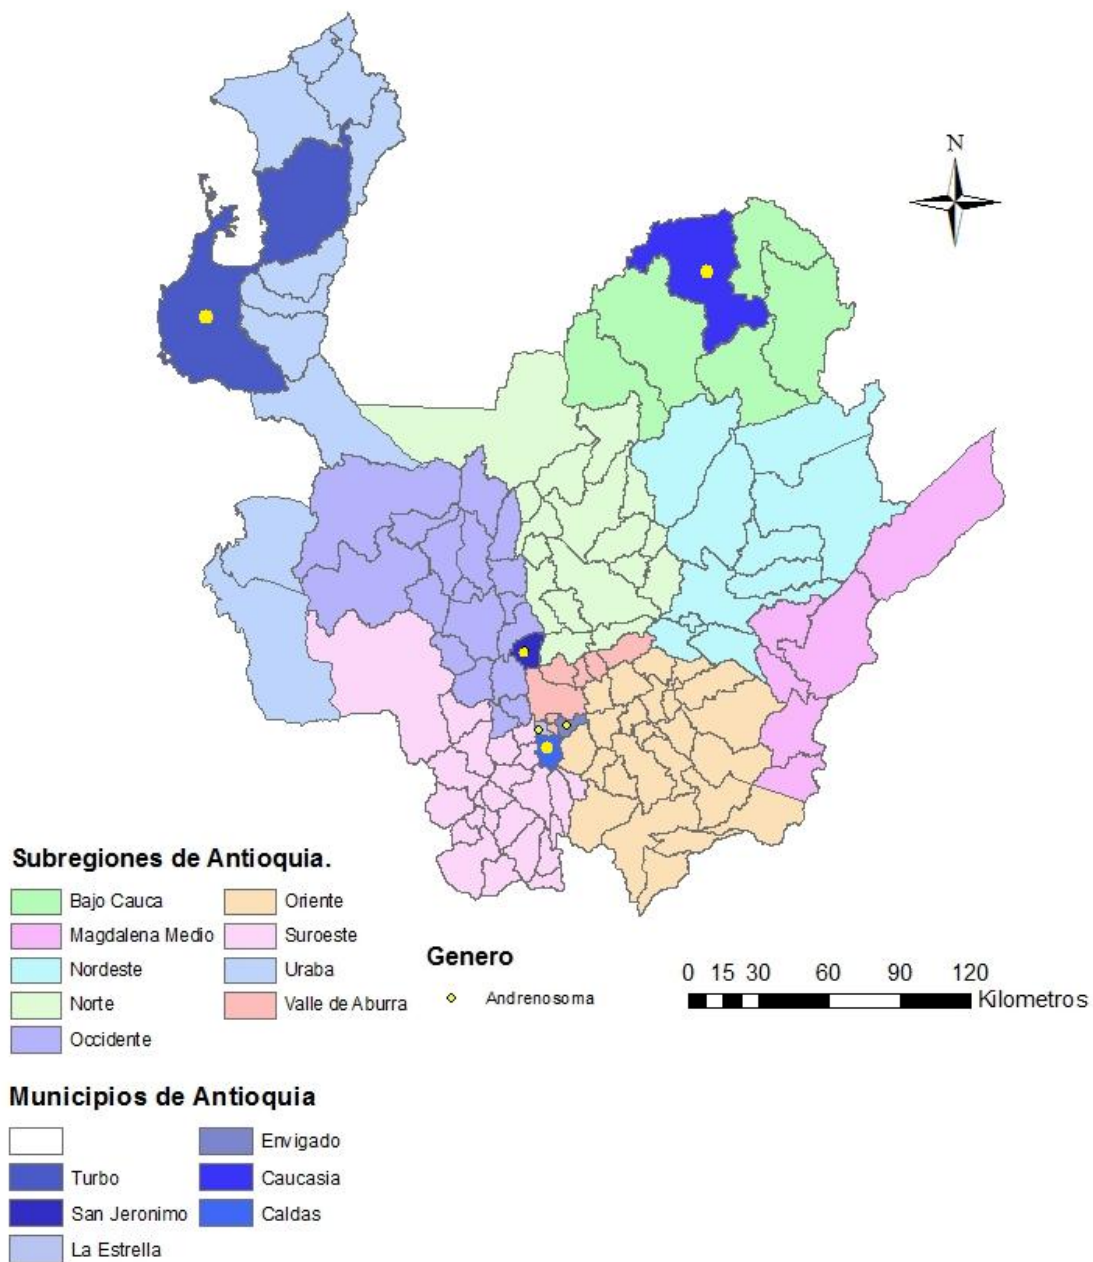 N
Subregiones de Antioquia.
Bajo Cauca
Oriente
Magdalena Medio
Suroeste
Nordeste
Uraba
Norte
Valle de Aburra
Occidente
Genero
Andrenosoma
0 15 30 60 90 120
Kilometros
Municipios de Antioquia
Envigado
Turbo
Caucasia
San Jeronimo
Caldas
La Estrella